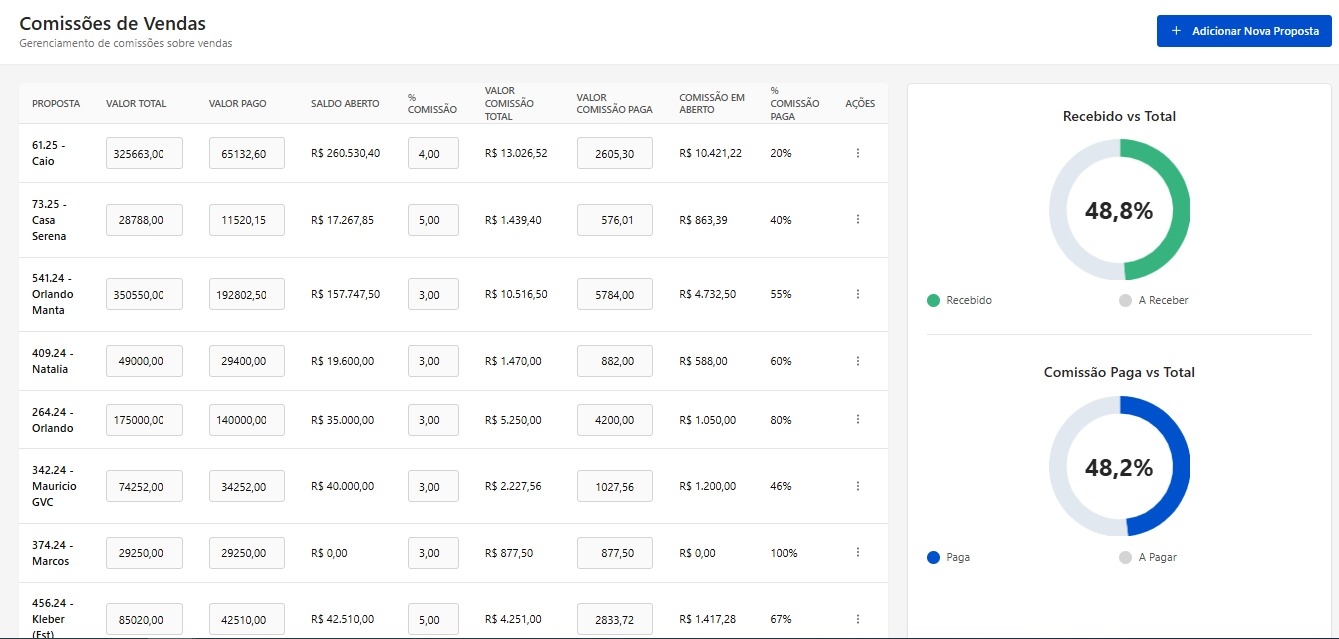 Comissões de Vendas
Gerenciamento de comissões sobre vendas
+ Adicionar Nova Proposta
PROPOSTA VALOR TOTAL VALOR PAGO SALDO ABERTO % COMISSÃO VALOR COMISSÃO TOTAL VALOR COMISSÃO PAGA COMISSÃO EM ABERTO % COMISSÃO PAGA AÇÕES
61.25 - Caio 325663,00 65132,60 R$ 260.530,40 4,00 R$ 13.026,52 2605,30 R$ 10.421,22 20%
73.25 - Casa Serena 28788,00 11520,15 R$ 17.267,85 5,00 R$ 1.439,40 576,01 R$ 863,39 40%
541.24 - Orlando Manta 350550,00 192802,50 R$ 157.747,50 3,00 R$ 10.516,50 5784,00 R$ 4.732,50 55%
409.24 - Natalia 49000,00 29400,00 R$ 19.600,00 3,00 R$ 1.470,00 882,00 R$ 588,00 60%
264.24 - Orlando 175000,00 140000,00 R$ 35.000,00 3,00 R$ 5.250,00 4200,00 R$ 1.050,00 80%
342.24 - Mauricio GVC 74252,00 34252,00 R$ 40.000,00 3,00 R$ 2.227,56 1027,56 R$ 1.200,00 46%
374.24 - Marcos 29250,00 29250,00 R$ 0,00 3,00 R$ 877,50 877,50 R$ 0,00 100%
456.24 - Kleber (Est) 85020,00 42510,00 R$ 42.510,00 5,00 R$ 4.251,00 2833,72 R$ 1.417,28 67%
Recebido vs Total
48,8%
Recebido A Receber
Comissão Paga vs Total
48,2%
Paga A Pagar